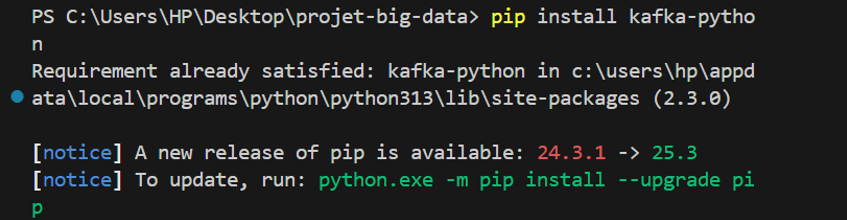 PS C:\Users\HP\Desktop\projet-big-data> pip install kafka-pytho
n
Requirement already satisfied: kafka-python in c:\users\hp\appd
ata\local\programs\python\python313\lib\site-packages (2.3.0)
[notice] A new release of pip is available: 24.3.1 -> 25.3
[notice] To update, run: python.exe -m pip install --upgrade pi
p